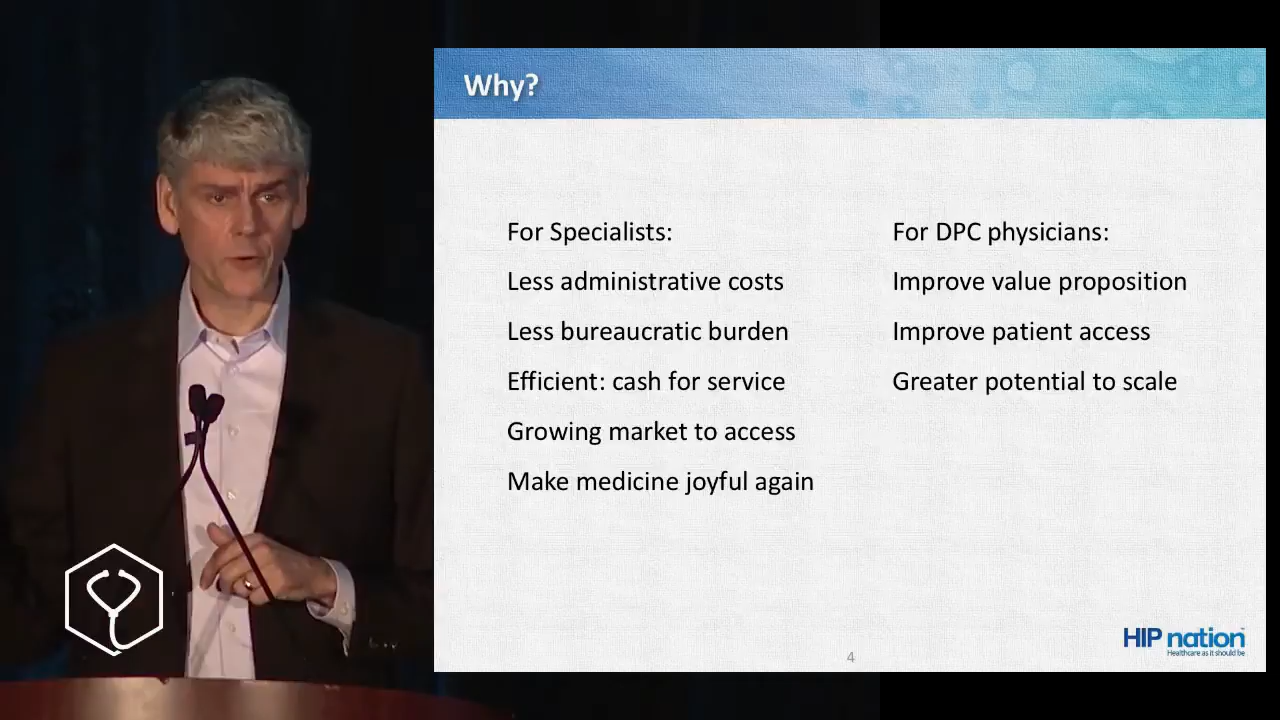 Why?
For Specialists:
Less administrative costs
Less bureaucratic burden
Efficient: cash for service
Growing market to access
Make medicine joyful again
For DPC physicians:
Improve value proposition
Improve patient access
Greater potential to scale
4
HIP nation
Healthcare as it should be